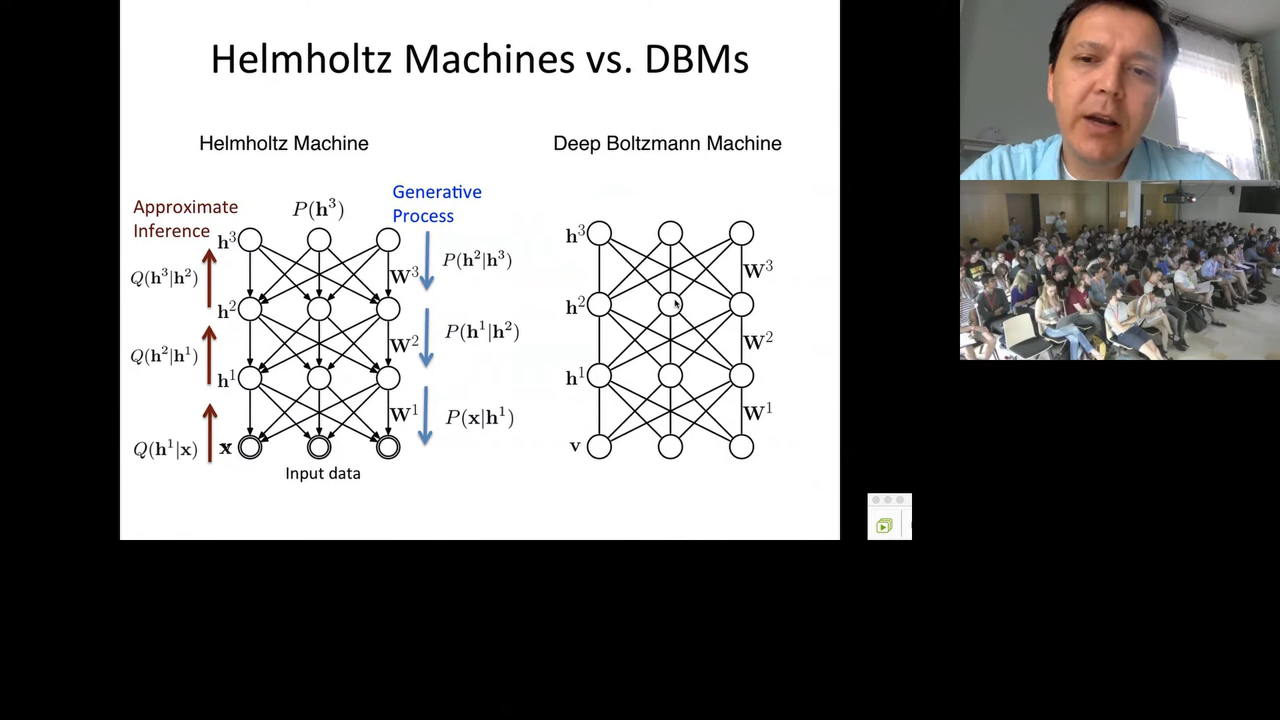 Helmholtz Machines vs. DBMs
Helmholtz Machine
Approximate
Inference
P(h³)
Generative
Process
h³
Q(h³|h²)
W³
P(h²|h³)
h²
Q(h²|h¹)
W²
P(h¹|h²)
h¹
Q(h¹|x)
W¹
P(x|h¹)
x
Input data
Deep Boltzmann Machine
h³
W³
h²
W²
h¹
W¹
v